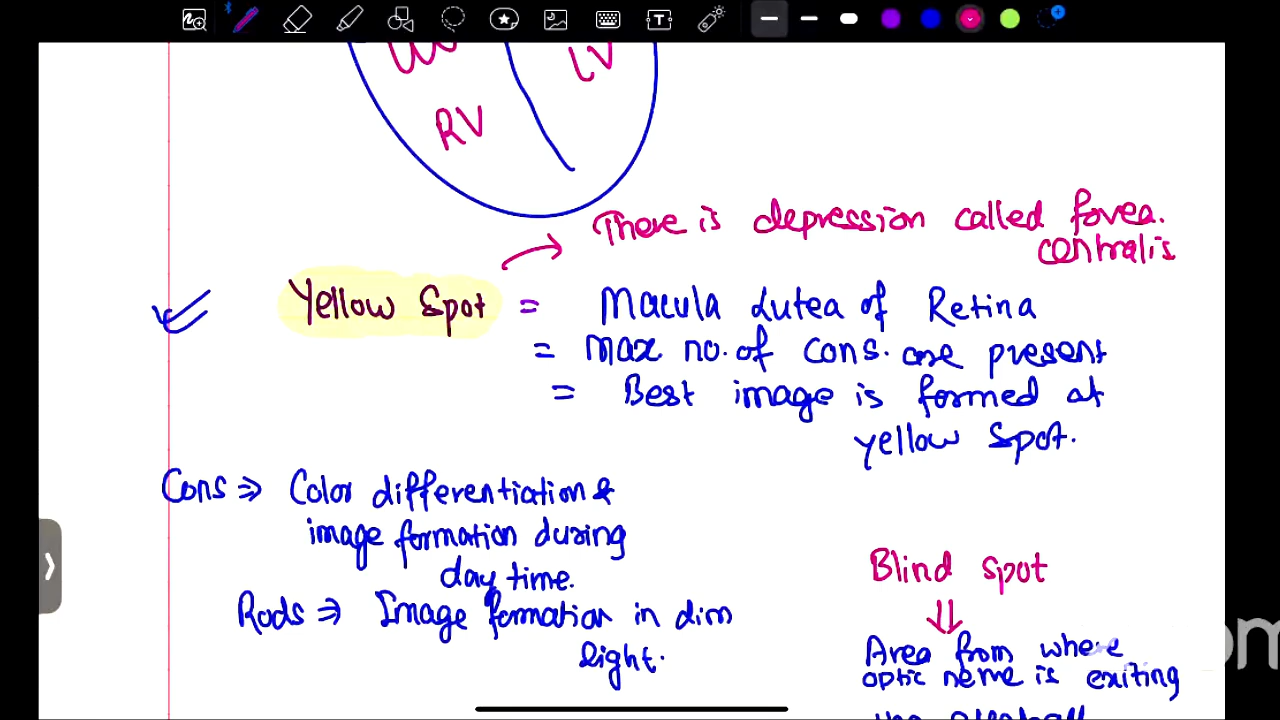 LV
RV
There is depression called fovea.
centralis
Yellow Spot = Macula Lutea of Retina
= Max no. of cons. are present
= Best image is formed at
yellow spot.
Cons ⇒ Color differentiation &
image formation during
day time.
Rods ⇒ Image formation in dim
light.
Blind spot
⇓
Area from where
optic nerve is exiting
the eyeball